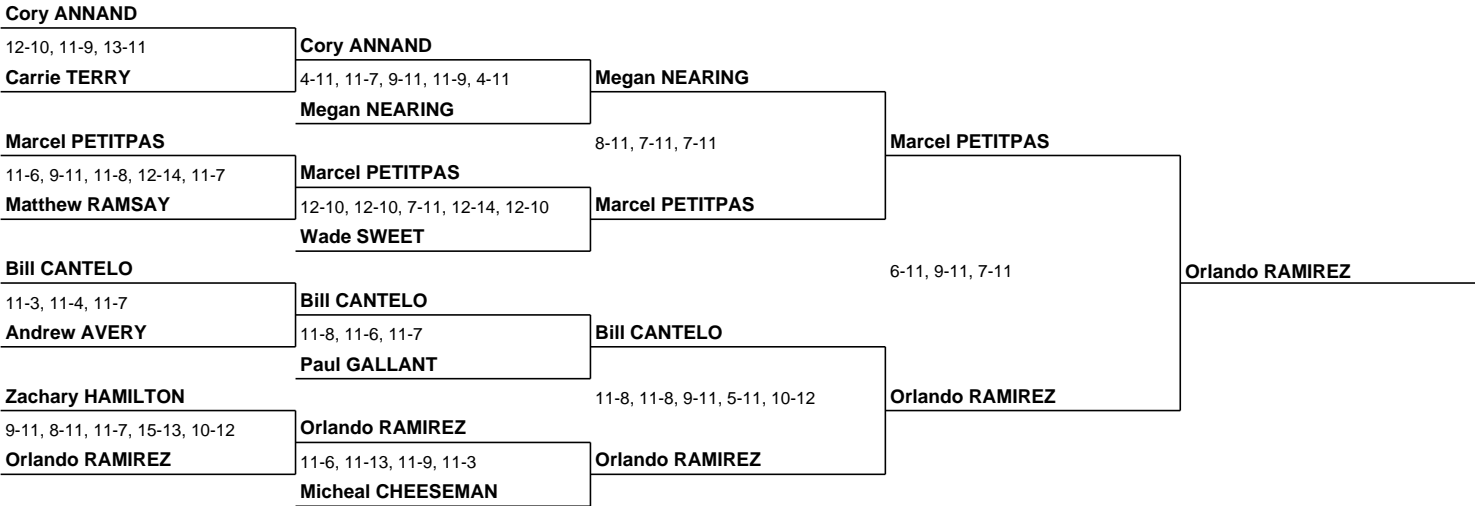 Cory ANNAND
12-10, 11-9, 13-11
Carrie TERRY
Marcel PETITPAS
11-6, 9-11, 11-8, 12-14, 11-7
Matthew RAMSAY
Bill CANTELO
11-3, 11-4, 11-7
Andrew AVERY
Zachary HAMILTON
9-11, 8-11, 11-7, 15-13, 10-12
Orlando RAMIREZ
Cory ANNAND
4-11, 11-7, 9-11, 11-9, 4-11
Megan NEARING
Marcel PETITPAS
12-10, 12-10, 7-11, 12-14, 12-10
Wade SWEET
Bill CANTELO
11-8, 11-6, 11-7
Paul GALLANT
Orlando RAMIREZ
11-6, 11-13, 11-9, 11-3
Micheal CHEESEMAN
Megan NEARING
8-11, 7-11, 7-11
Marcel PETITPAS
Bill CANTELO
11-8, 11-8, 9-11, 5-11, 10-12
Orlando RAMIREZ
Marcel PETITPAS
6-11, 9-11, 7-11
Orlando RAMIREZ
Orlando RAMIREZ